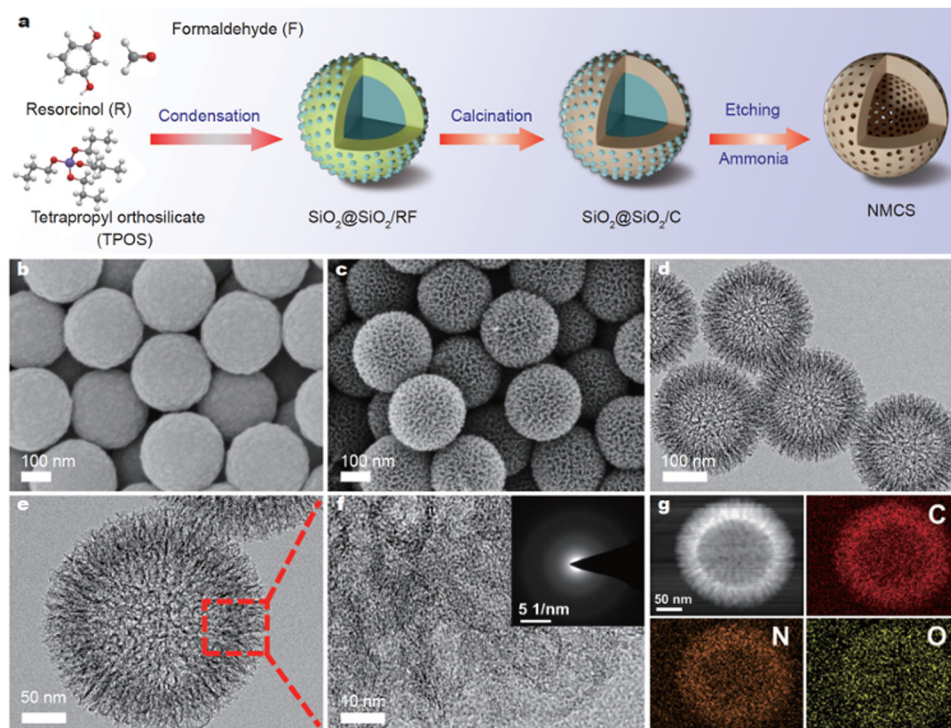 a
Formaldehyde (F)
Resorcinol (R)
Condensation
Calcination
Etching
Ammonia
Tetrapropyl orthosilicate
(TPOS)
SiO₂@SiO₂/RF
SiO₂@SiO₂/C
NMCS
b
100 nm
c
100 nm
d
100 nm
e
50 nm
f
5 1/nm
10 nm
g
50 nm
C
N
O